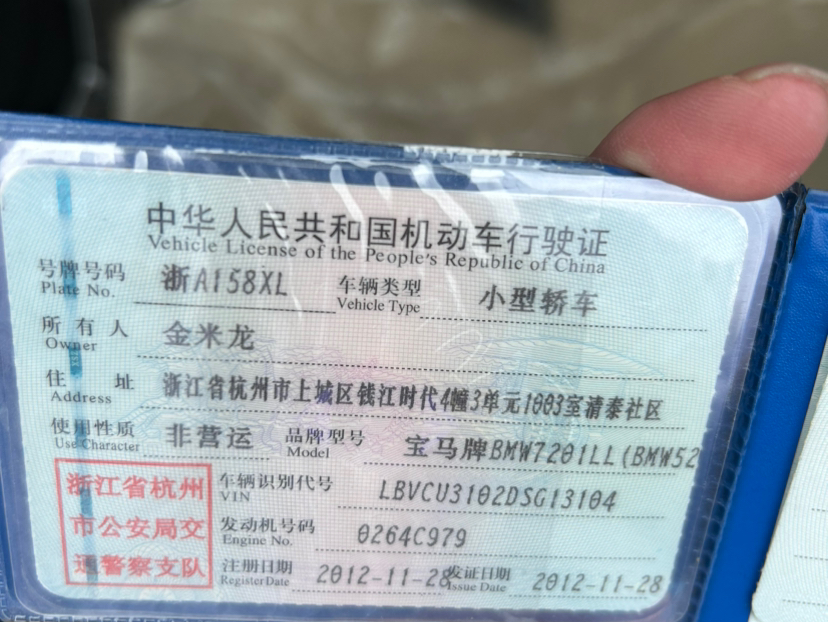 中华人民共和国机动车行驶证
Vehicle License of the People's Republic of China
号牌号码 浙A158XL 车辆类型 小型轿车
Plate No. Vehicle Type
所有人 金米龙
Owner
住址 浙江省杭州市上城区钱江时代4幢3单元1003室清泰社区
Address
使用性质 非营运 品牌型号 宝马牌BMW7201LL(BMW52
Use Character Model
浙江省杭州
市公安局交
通警察支队
车辆识别代号 LBVCU3102DSG13104
VIN
发动机号码 0264C979
Engine No.
注册日期 2012-11-28 发证日期 2012-11-28
Register Date Issue Date